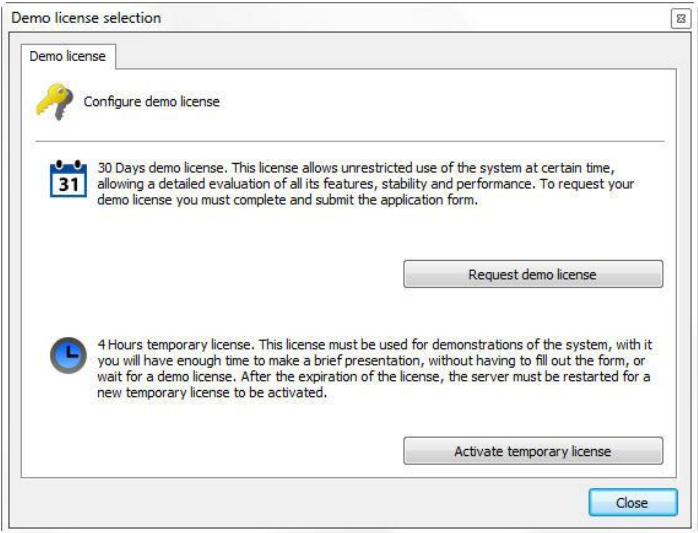 Demo license selection
Demo license
Configure demo license
30 Days demo license. This license allows unrestricted use of the system at certain time,
31
allowing a detailed evaluation of all its features, stability and performance. To request your
demo license you must complete and submit the application form.
Request demo license
4 Hours temporary license. This license must be used for demonstrations of the system, with it
you will have enough time to make a brief presentation, without having to fill out the form, or
wait for a demo license. After the expiration of the license, the server must be restarted for a
new temporary license to be activated.
Activate temporary license
Close